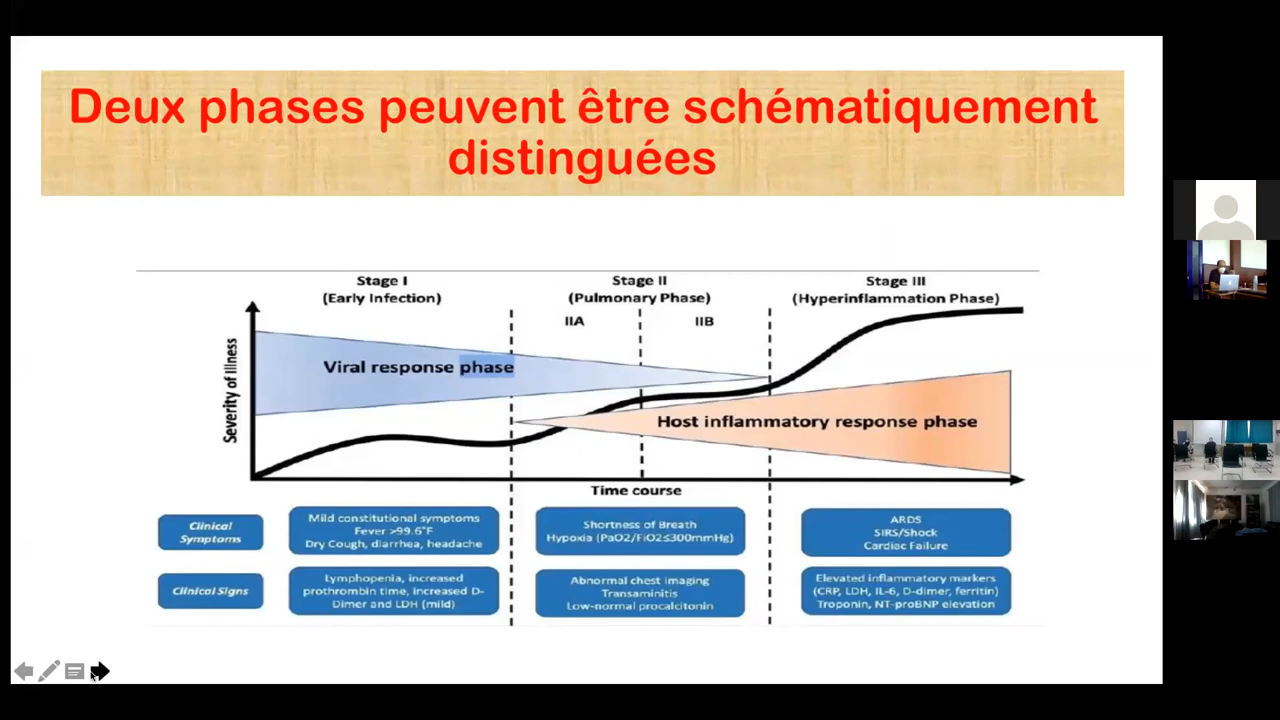 Deux phases peuvent être schématiquement
distinguées
Stage I
(Early Infection)
Stage II
(Pulmonary Phase)
Stage III
(Hyperinflammation Phase)
IIA
IIB
Severity of Illness
Viral response phase
Host inflammatory response phase
Time course
Clinical
Symptoms
Mild constitutional symptoms
Fever >99.6°F
Dry Cough, diarrhea, headache
Shortness of Breath
Hypoxia (PaO2/FiO2≤300mmHg)
ARDS
SIRS/Shock
Cardiac Failure
Clinical Signs
Lymphopenia, increased
prothrombin time, increased D-
Dimer and LDH (mild)
Abnormal chest imaging
Transaminitis
Low-normal procalcitonin
Elevated inflammatory markers
(CRP, LDH, IL-6, D-dimer, ferritin)
Troponin, NT-proBNP elevation